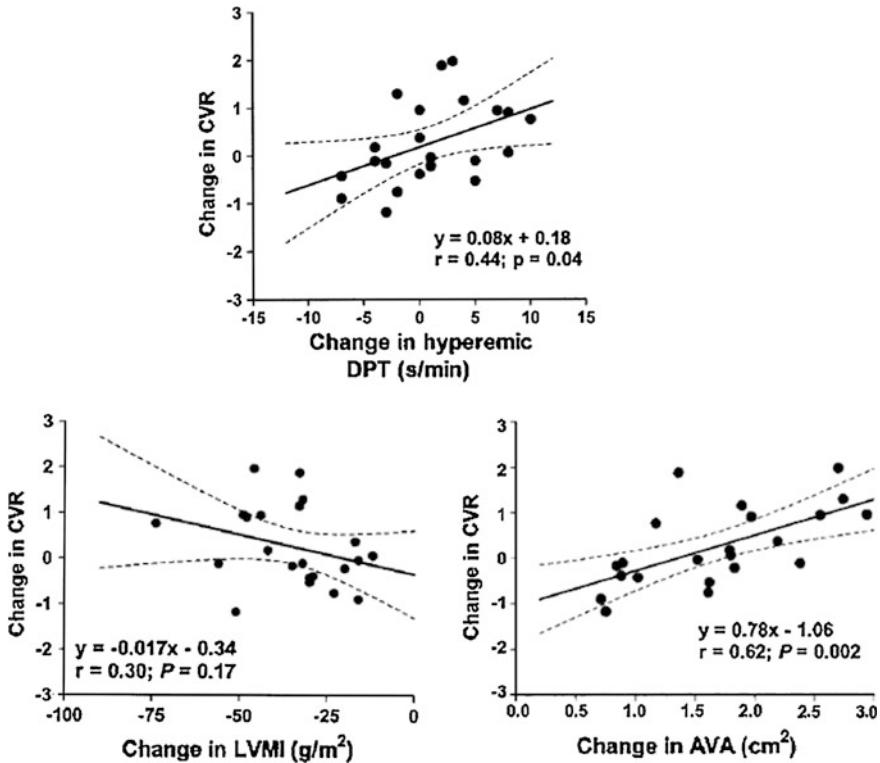 Change in CVR
3
2
1
0
-1
-2
-3
y = 0.08x + 0.18
r = 0.44; p = 0.04
-15 -10 -5 0 5 10 15
Change in hyperemic
DPT (s/min)
Change in CVR
3
2
1
0
-1
-2
-3
y = -0.017x - 0.34
r = 0.30; P = 0.17
-100 -75 -50 -25 0
Change in LVMI (g/m²)
Change in CVR
3
2
1
0
-1
-2
-3
y = 0.78x - 1.06
r = 0.62; P = 0.002
0.0 0.5 1.0 1.5 2.0 2.5 3.0
Change in AVA (cm²)